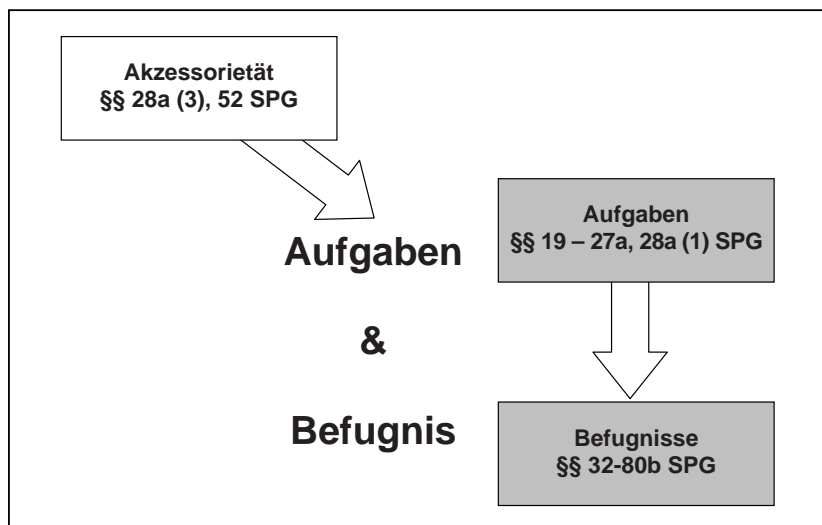 Akzessorietät
§§ 28a (3), 52 SPG
Aufgaben
&
Befugnis
Aufgaben
§§ 19 – 27a, 28a (1) SPG
Befugnisse
§§ 32-80b SPG